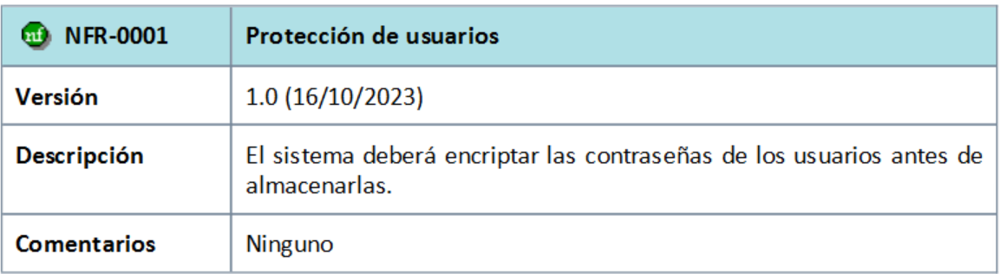 nf NFR-0001 Protección de usuarios
Versión 1.0 (16/10/2023)
Descripción El sistema deberá encriptar las contraseñas de los usuarios antes de
almacenarlas.
Comentarios Ninguno